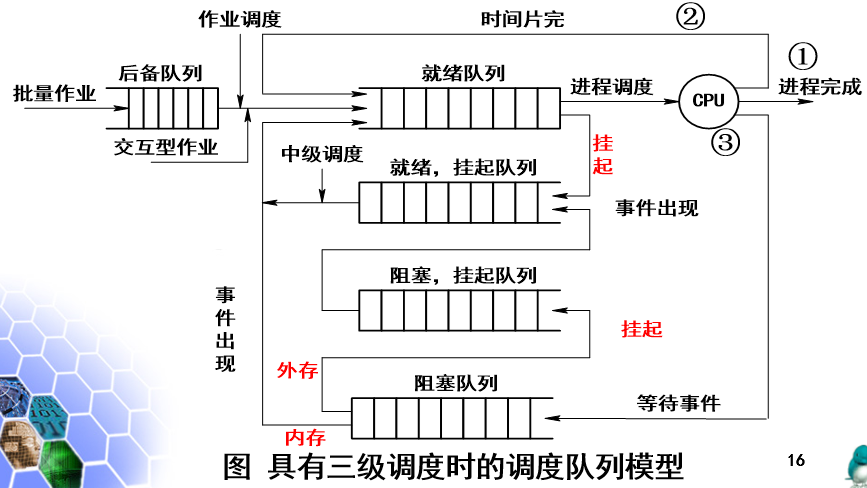 作业调度
时间片完
②
①
后备队列
就绪队列
进程调度
进程完成
批量作业
CPU
交互型作业
③
挂起
中级调度
就绪，挂起队列
事件出现
阻塞，挂起队列
事件出现
挂起
外存
阻塞队列
等待事件
内存
图 具有三级调度时的调度队列模型
16